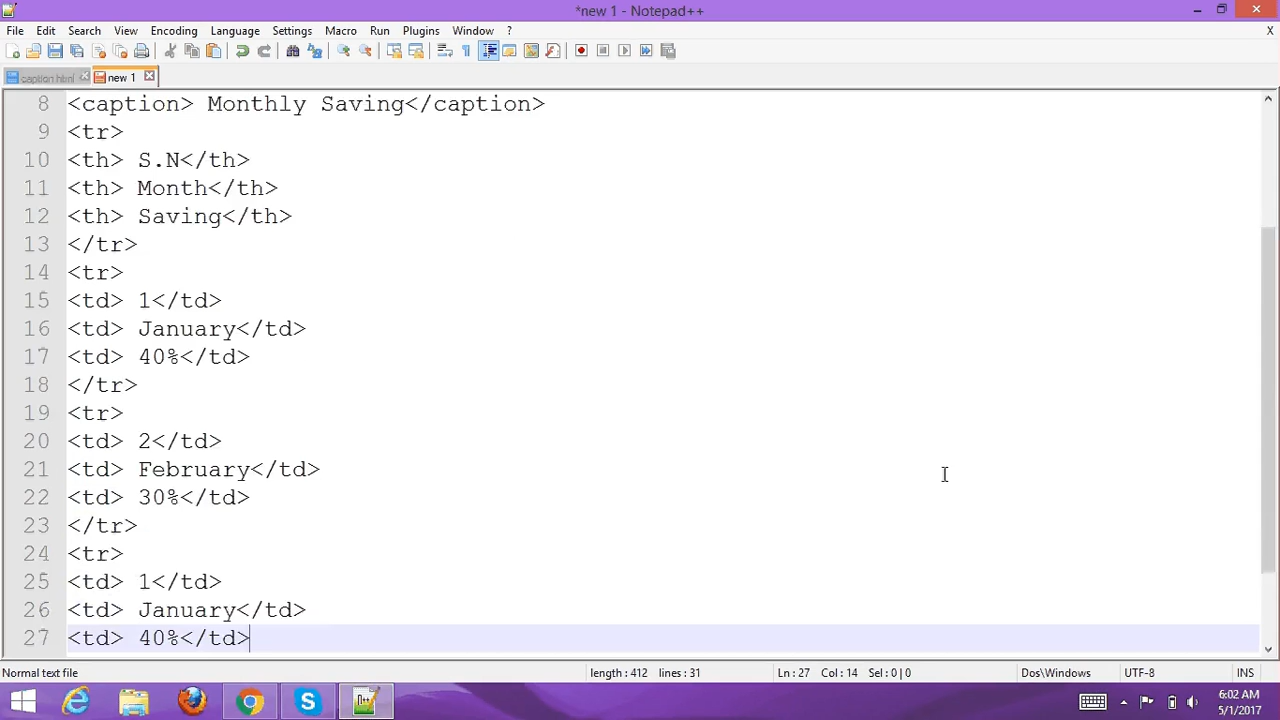 *new 1 - Notepad++
File Edit Search View Encoding Language Settings Macro Run Plugins Window ? X
caption html new 1
8 <caption> Monthly Saving</caption>
9 <tr>
10 <th> S.N</th>
11 <th> Month</th>
12 <th> Saving</th>
13 </tr>
14 <tr>
15 <td> 1</td>
16 <td> January</td>
17 <td> 40%</td>
18 </tr>
19 <tr>
20 <td> 2</td>
21 <td> February</td>
22 <td> 30%</td>
23 </tr>
24 <tr>
25 <td> 1</td>
26 <td> January</td>
27 <td> 40%</td>
Normal text file length : 412 lines : 31 Ln : 27 Col : 14 Sel : 0 | 0 Dos\Windows UTF-8 INS
6:02 AM
5/1/2017